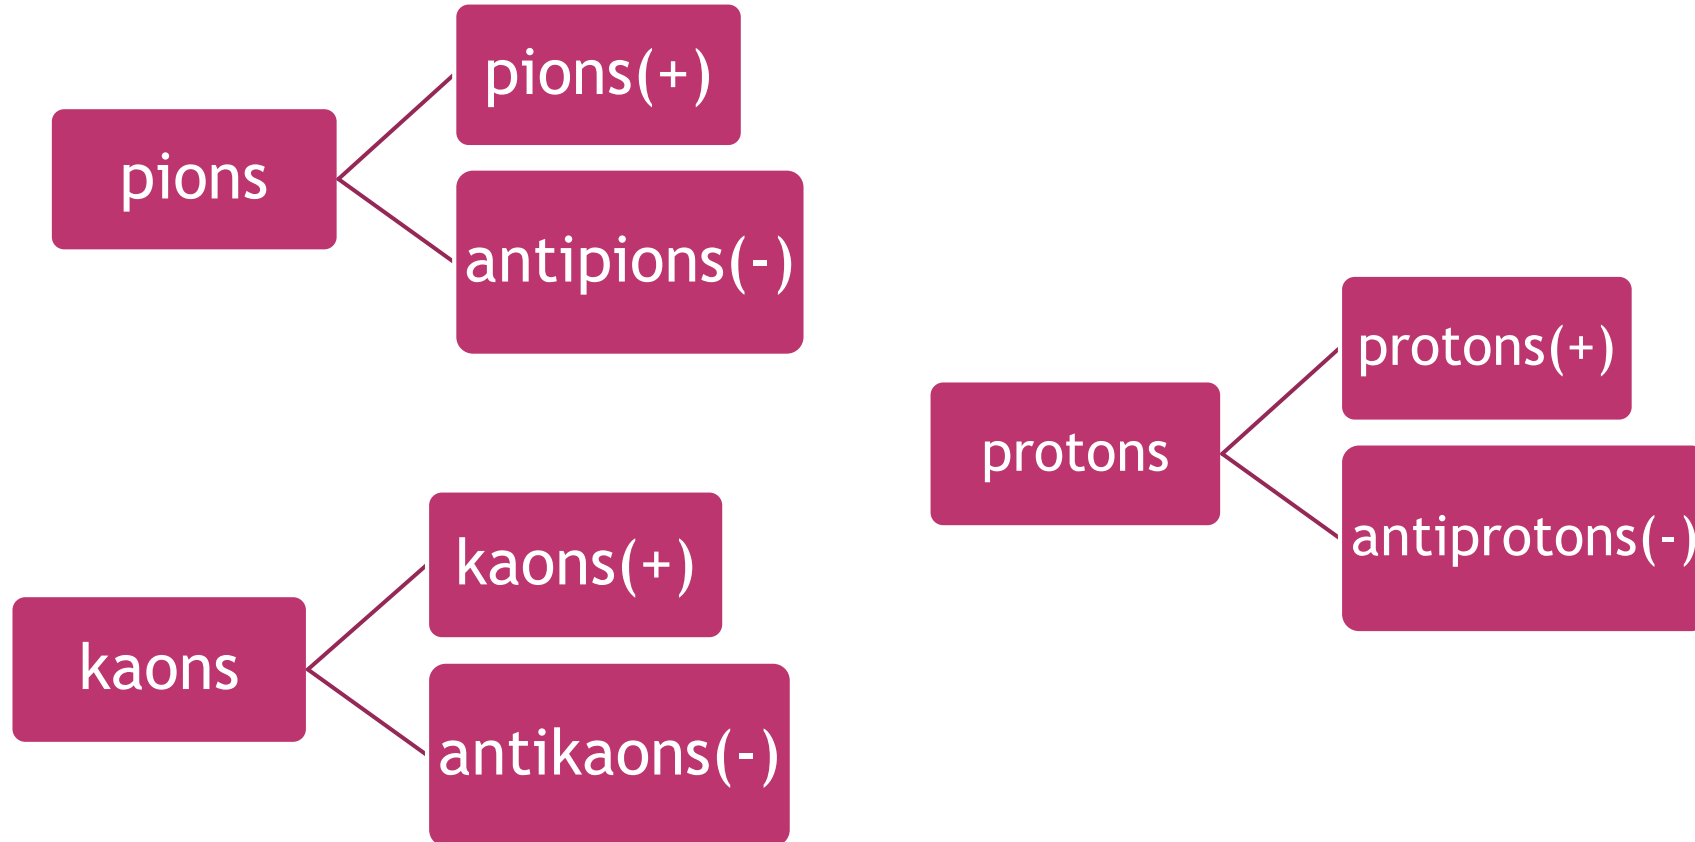 pions
pions(+)
antipions(-)
kaons
kaons(+)
antikaons(-)
protons
protons(+)
antiprotons(-)